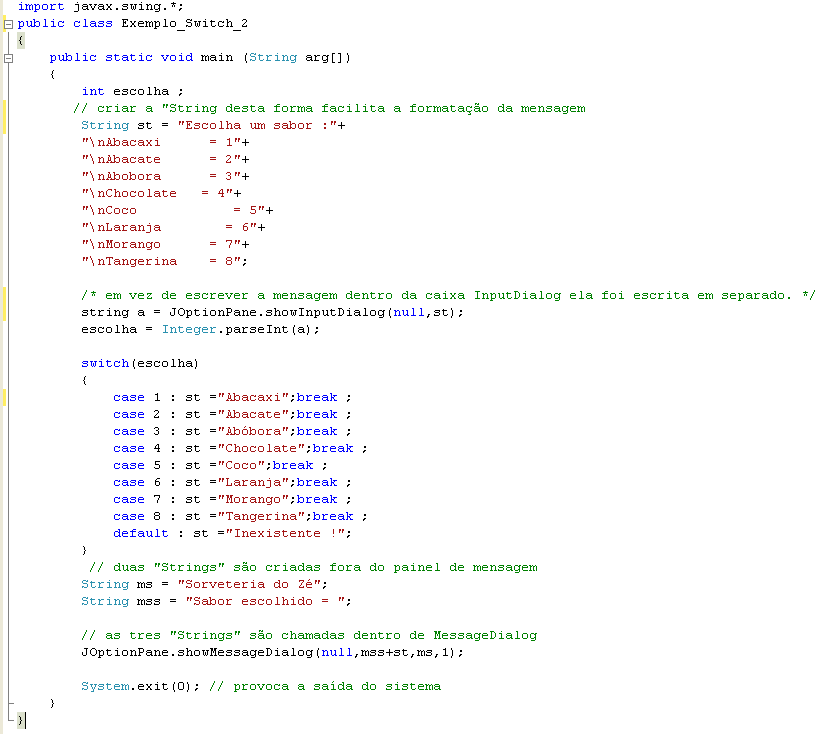 import javax.swing.*;
public class Exemplo_Switch_2
{
    public static void main (String arg[])
    {
        int escolha ;
       // criar a "String desta forma facilita a formatação da mensagem
        String st = "Escolha um sabor :"+
        "\nAbacaxi      = 1"+
        "\nAbacate      = 2"+
        "\nAbobora      = 3"+
        "\nChocolate   = 4"+
        "\nCoco            = 5"+
        "\nLaranja        = 6"+
        "\nMorango      = 7"+
        "\nTangerina    = 8";
        /* em vez de escrever a mensagem dentro da caixa InputDialog ela foi escrita em separado. */
        string a = JOptionPane.showInputDialog(null,st);
        escolha = Integer.parseInt(a);
        switch(escolha)
        {
            case 1 : st ="Abacaxi";break ;
            case 2 : st ="Abacate";break ;
            case 3 : st ="Abóbora";break ;
            case 4 : st ="Chocolate";break ;
            case 5 : st ="Coco";break ;
            case 6 : st ="Laranja";break ;
            case 7 : st ="Morango";break ;
            case 8 : st ="Tangerina";break ;
            default : st ="Inexistente !";
        }
         // duas "Strings" são criadas fora do painel de mensagem
        String ms = "Sorveteria do Zé";
        String mss = "Sabor escolhido = ";
        // as tres "Strings" são chamadas dentro de MessageDialog
        JOptionPane.showMessageDialog(null,mss+st,ms,1);
        System.exit(0); // provoca a saída do sistema
    }
}